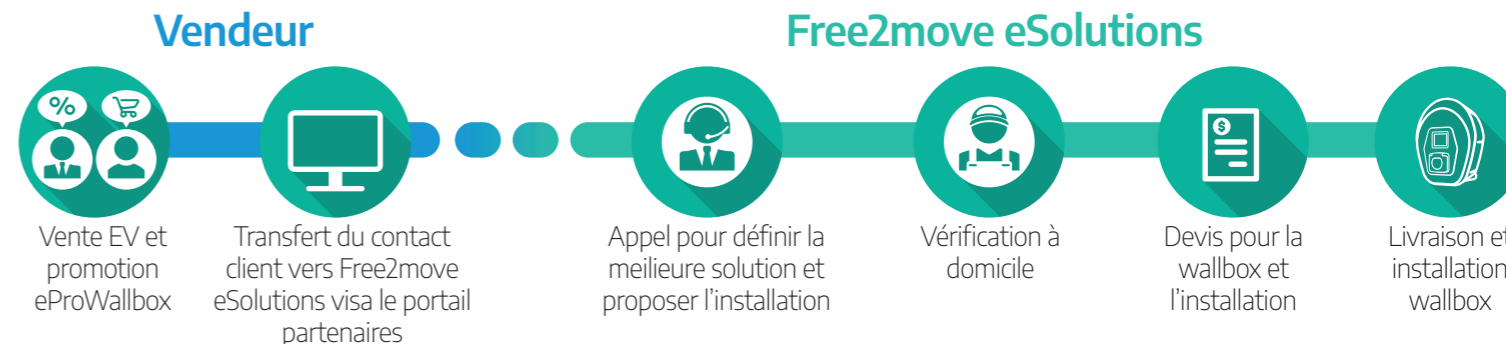 Vendeur
Free2move eSolutions
%
Vente EV et
promotion
eProWallbox
Transfert du contact
client vers Free2move
eSolutions visa le portail
partenaires
Appel pour définir la
meilieure solution et
proposer l'installation
Vérification à
domicile
$
Devis pour la
wallbox et
l'installation
Livraison et
installation
wallbox